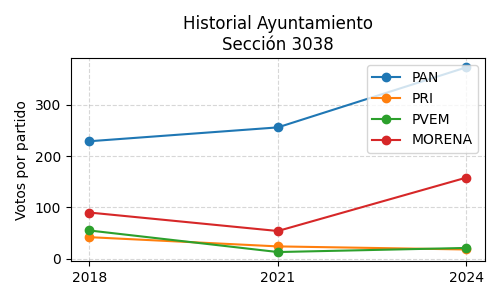 Historial Ayuntamiento
Sección 3038
Votos por partido
300
200
100
0
2018
2021
2024
PAN
PRI
PVEM
MORENA